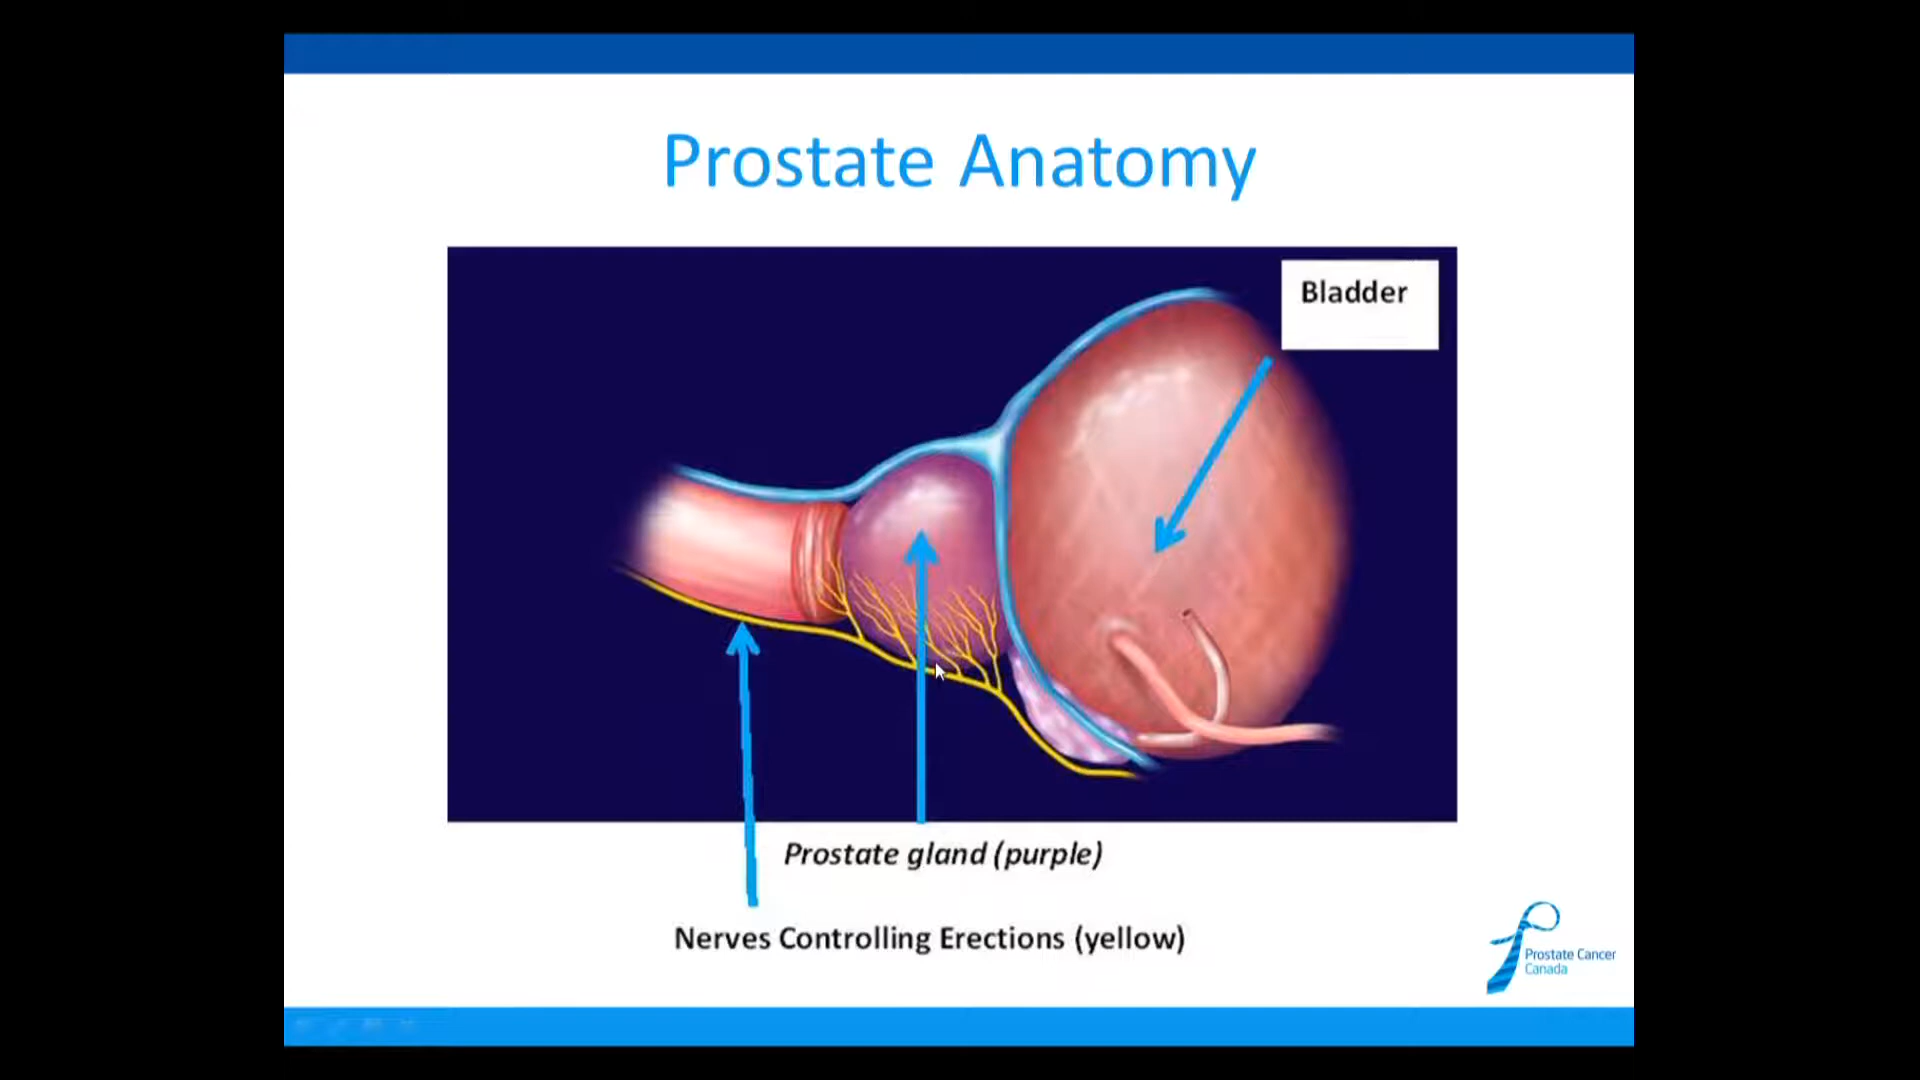 Prostate Anatomy
Bladder
Prostate gland (purple)
Nerves Controlling Erections (yellow)
Prostate Cancer
Canada